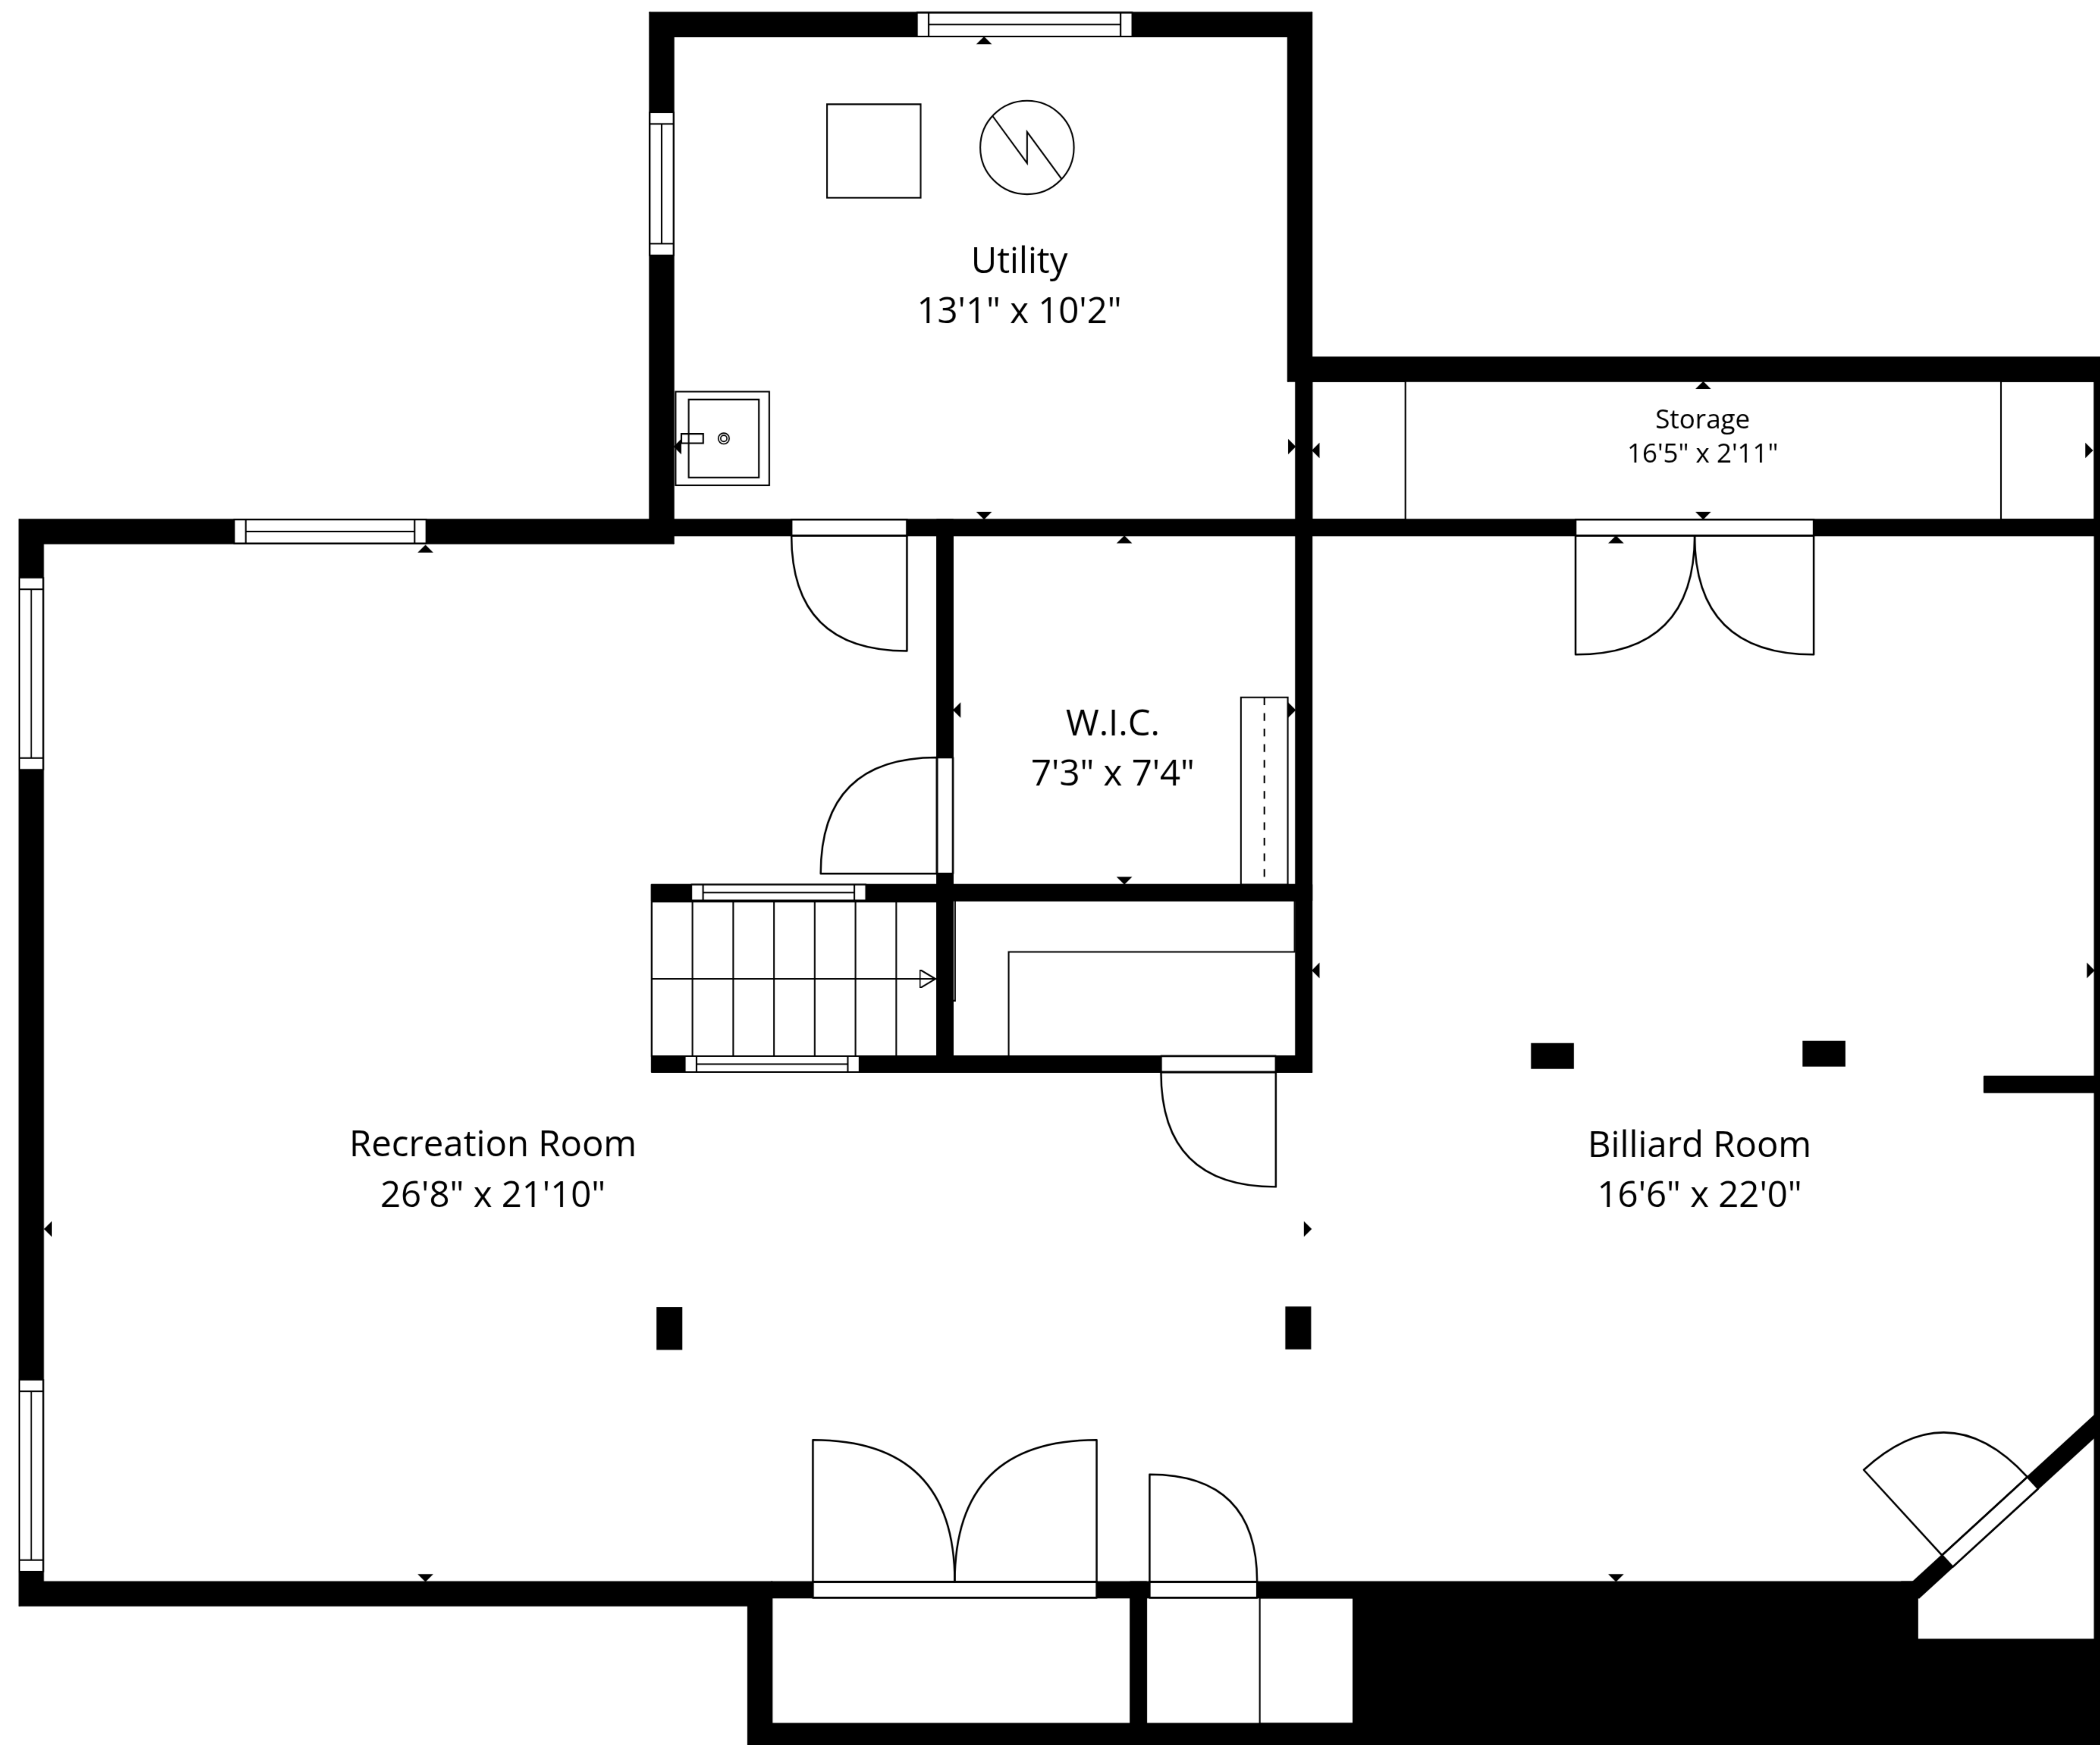 Utility
13'1" x 10'2"
Storage
16'5" x 2'11"
W.I.C.
7'3" x 7'4"
Recreation Room
26'8" x 21'10"
Billiard Room
16'6" x 22'0"